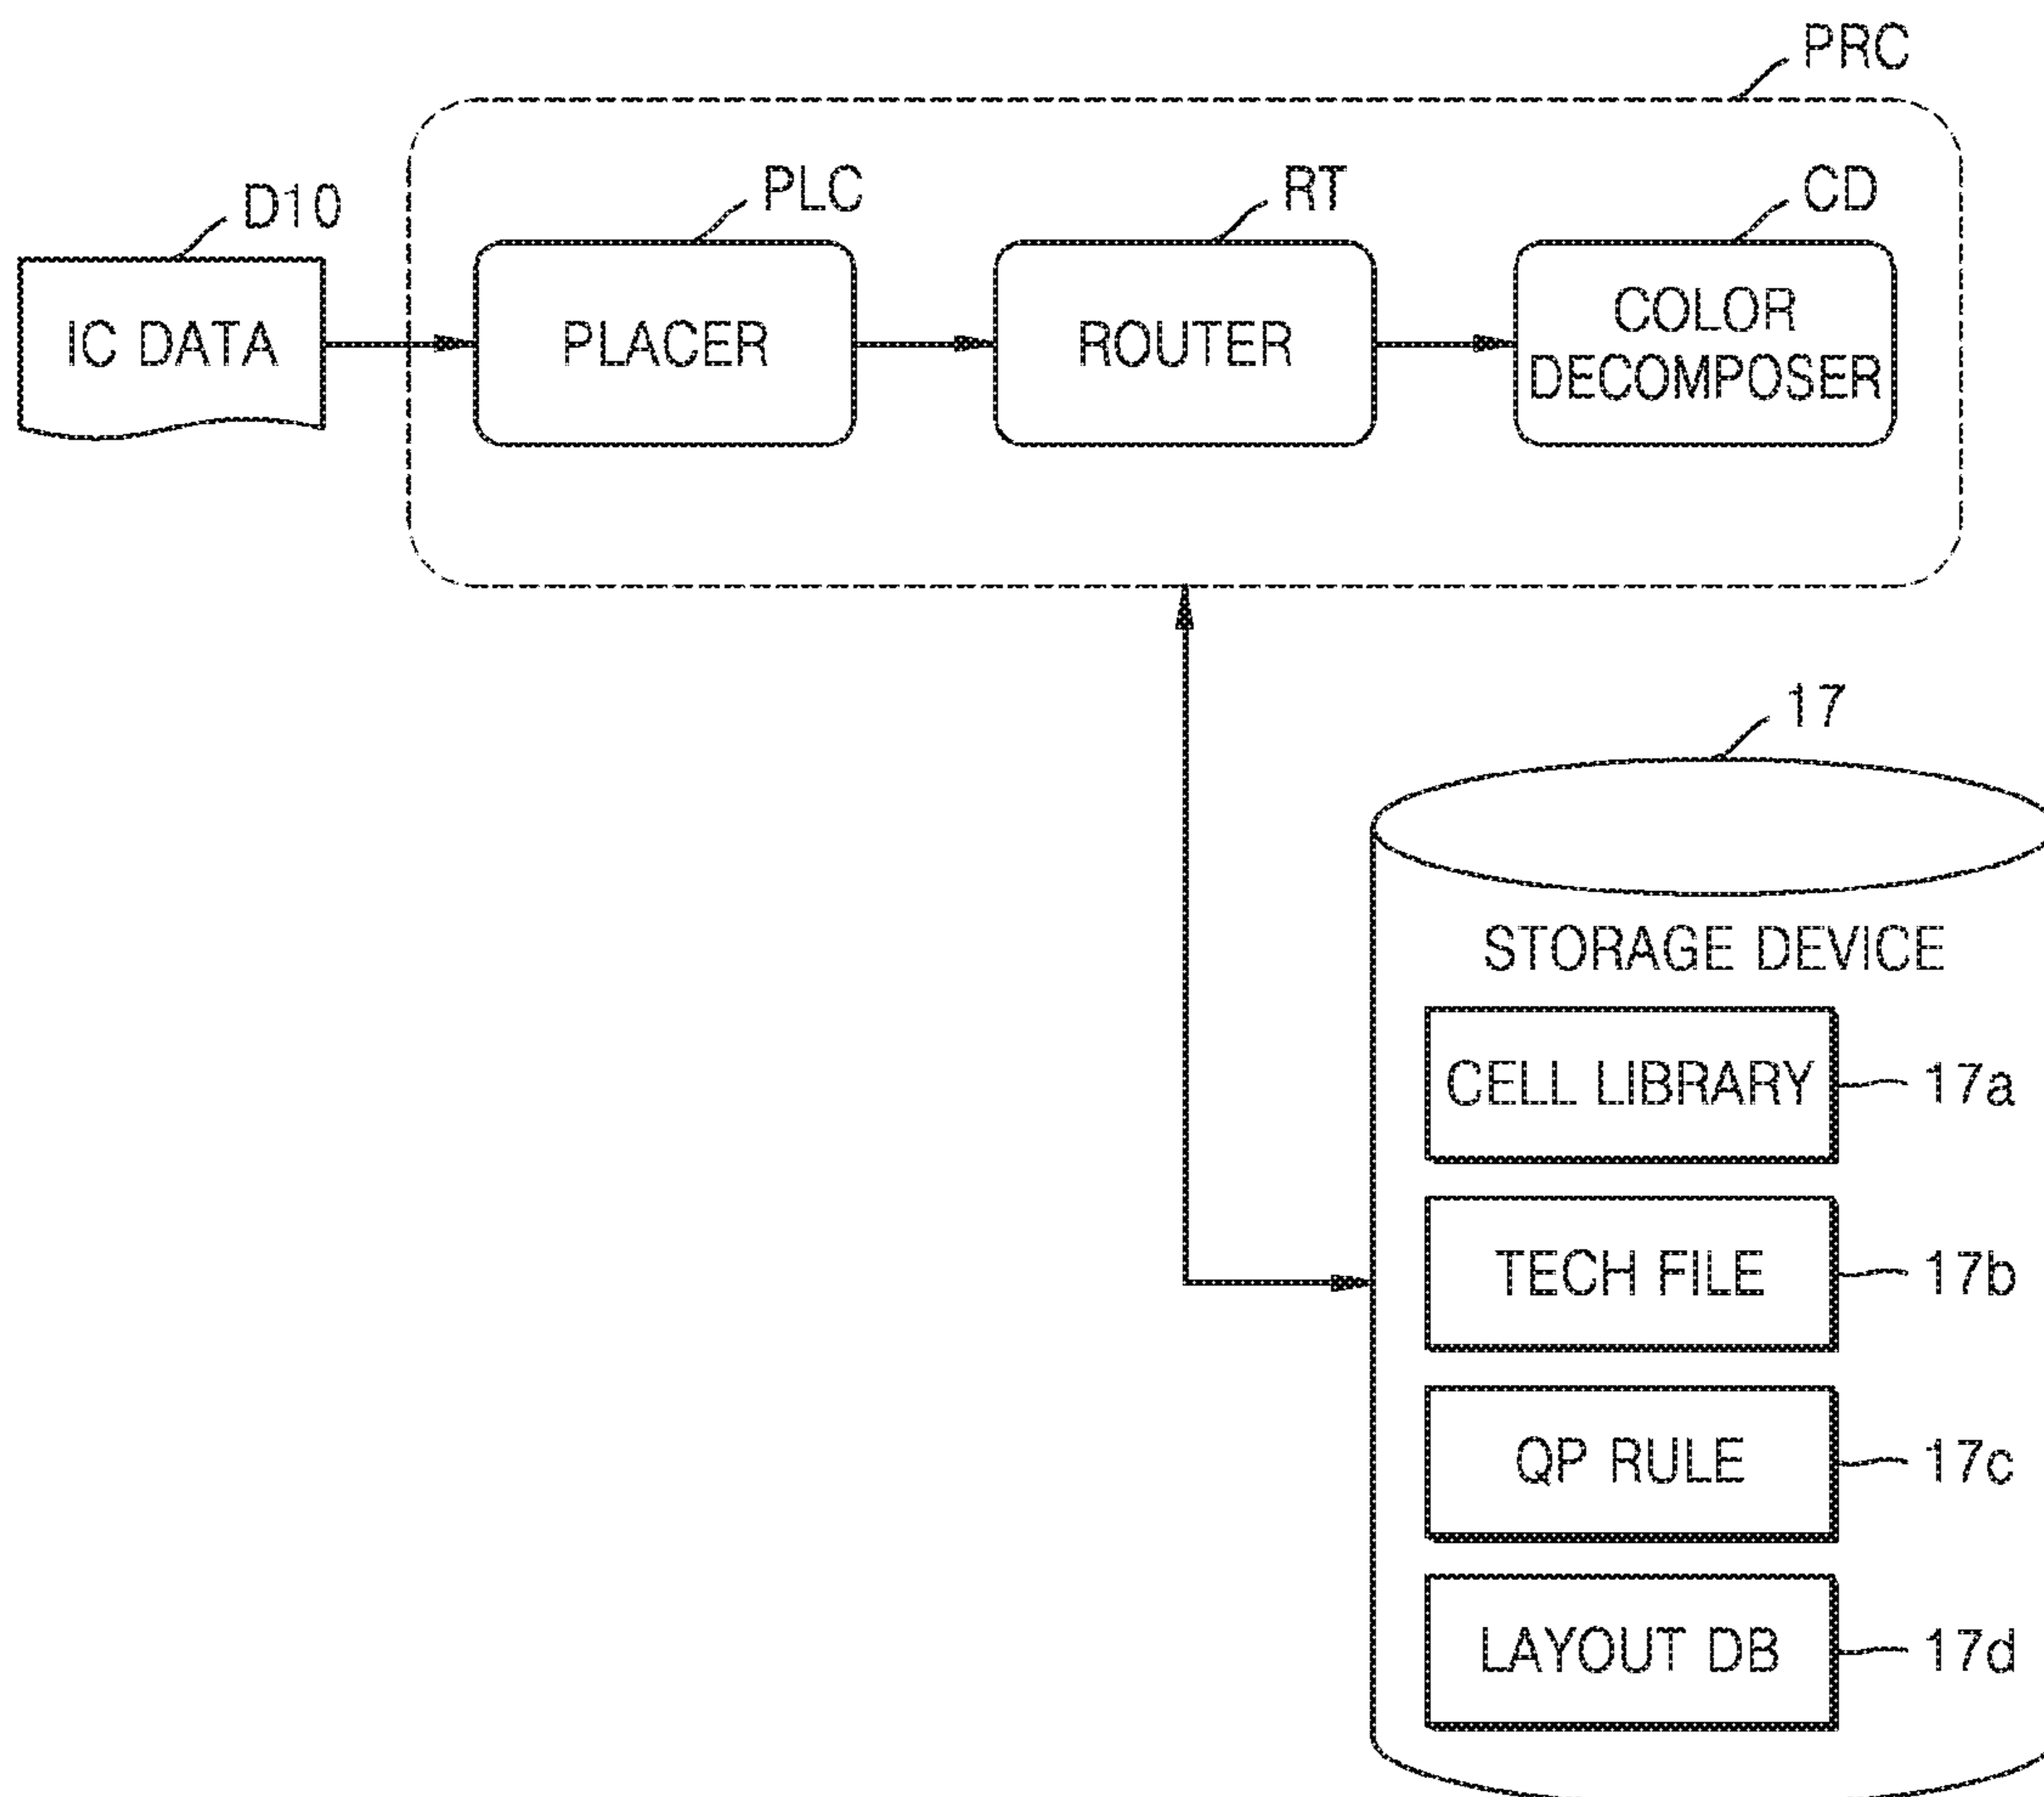 PRC
D10
PLC
RT
CD
IC DATA
PLACER
ROUTER
COLOR
DECOMPOSER
17
STORAGE DEVICE
CELL LIBRARY
17a
TECH FILE
17b
QP RULE
17c
LAYOUT DB
17d